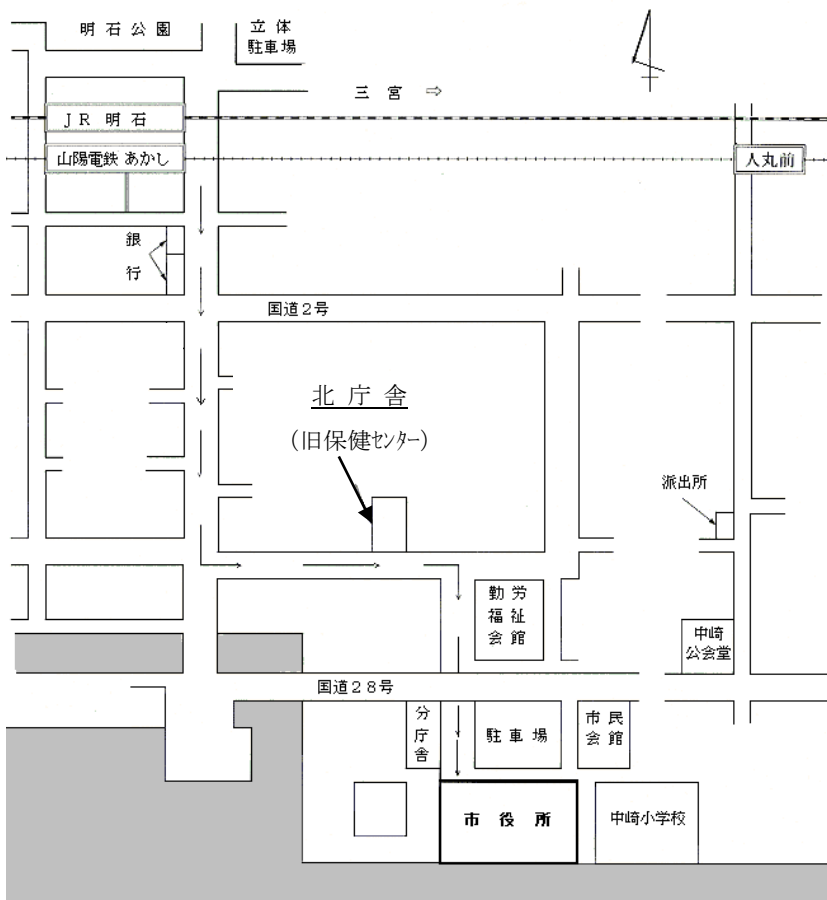 明石公園
立体
駐車場
三宮 ⇒
ＪＲ 明石
山陽電鉄 あかし
人丸前
銀
行
国道２号
北庁舎
(旧保健センター)
派出所
勤労
福祉
会館
中崎
公会堂
国道２８号
分
庁
舎
駐車場
市民
会館
市役所
中崎小学校